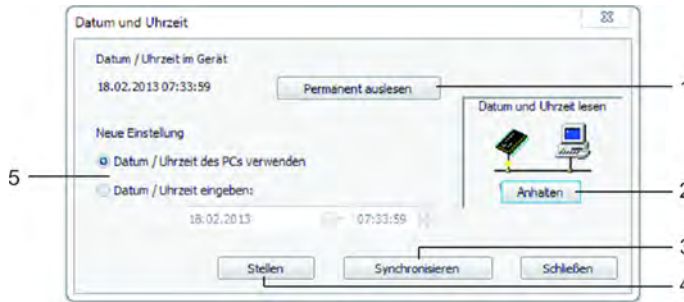 Datum und Uhrzeit
Datum / Uhrzeit im Gerät
18.02.2013 07:33:59
Permanent auslesen
1
Datum und Uhrzeit lesen
Neue Einstellung
Datum / Uhrzeit des PCs verwenden
5
Datum / Uhrzeit eingeben:
Anhalten
2
18.02.2013
07:33:59
3
Stellen
Synchronisieren
Schließen
4